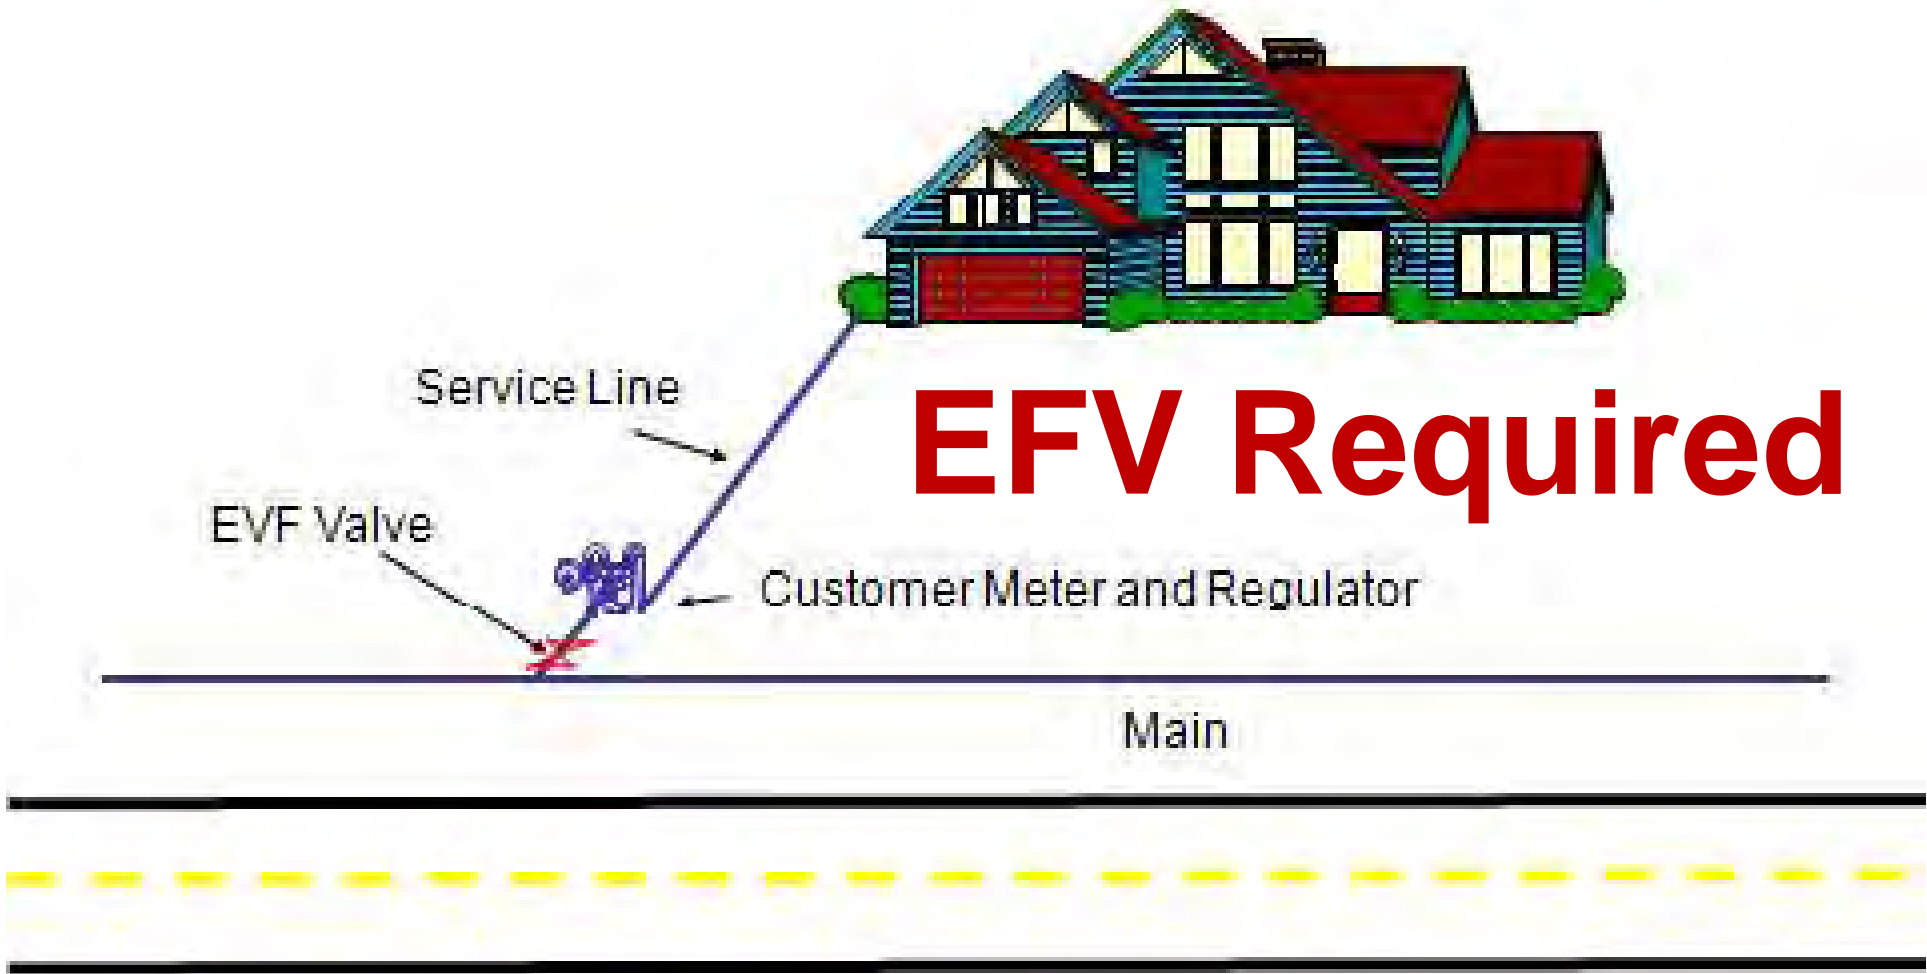 Service Line
EFV Required
EVF Valve
Customer Meter and Regulator
Main